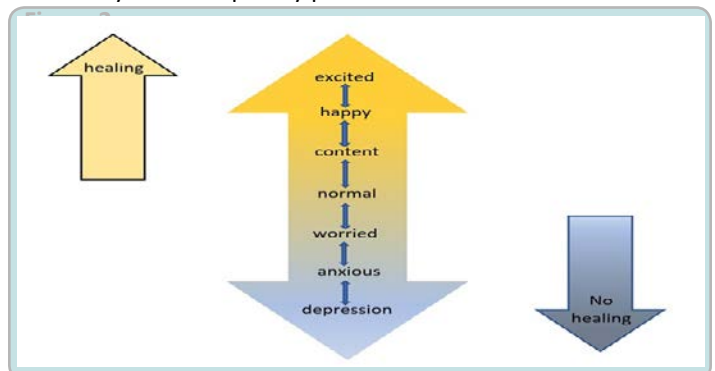 healing
excited
happy
content
normal
worried
anxious
depression
No
healing